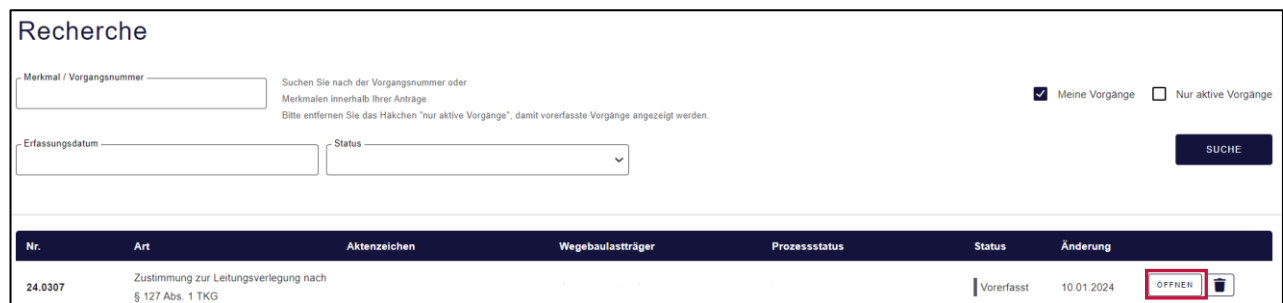 Recherche
Merkmal / Vorgangsnummer
Suchen Sie nach der Vorgangsnummer oder
Merkmalen innerhalb Ihrer Anträge.
Bitte entfernen Sie das Häkchen "nur aktive Vorgänge", damit vorerfasste Vorgänge angezeigt werden.
Meine Vorgänge Nur aktive Vorgänge
Erfassungsdatum Status
SUCHE
Nr. Art Aktenzeichen Wegebaulastträger Prozessstatus Status Änderung
24.0307 Zustimmung zur Leitungsverlegung nach
§ 127 Abs. 1 TKG
Vorerfasst 10.01.2024 ÖFFNEN